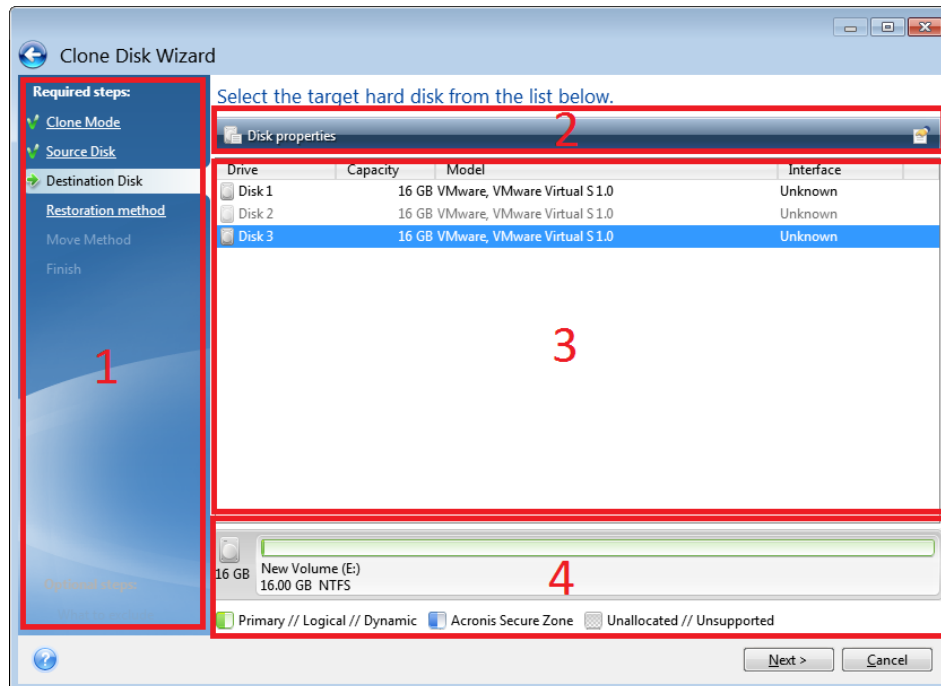 Clone Disk Wizard
Required steps:
Clone Mode
Source Disk
Destination Disk
Restoration method
Move Method
Finish
1
Select the target hard disk from the list below.
Disk properties
2
Drive Capacity Model Interface
Disk 1 16 GB VMware, VMware Virtual S 1.0 Unknown
Disk 2 16 GB VMware, VMware Virtual S 1.0 Unknown
Disk 3 16 GB VMware, VMware Virtual S 1.0 Unknown
3
16 GB
New Volume (E:)
16.00 GB NTFS
4
Primary // Logical // Dynamic Acronis Secure Zone Unallocated // Unsupported
Next > Cancel